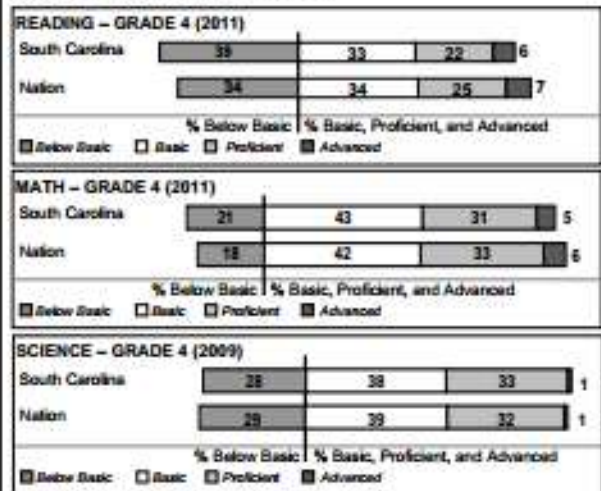 READING – GRADE 4 (2011)
South Carolina 39 33 22 6
Nation 34 34 25 7
% Below Basic % Basic, Proficient, and Advanced
Below Basic Basic Proficient Advanced
MATH – GRADE 4 (2011)
South Carolina 21 43 31 5
Nation 18 42 33 6
% Below Basic % Basic, Proficient, and Advanced
Below Basic Basic Proficient Advanced
SCIENCE – GRADE 4 (2009)
South Carolina 28 38 33 1
Nation 29 39 32 1
% Below Basic % Basic, Proficient, and Advanced
Below Basic Basic Proficient Advanced